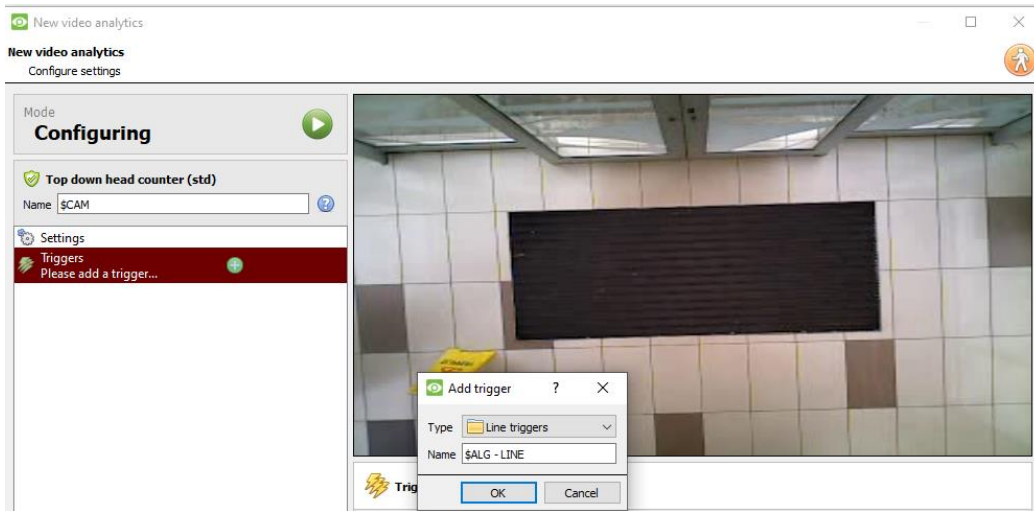 New video analytics
New video analytics
Configure settings
Mode
Configuring
Top down head counter (std)
Name $CAM
Settings
Triggers
Please add a trigger...
Add trigger ?
Type Line triggers
Name $ALG - LINE
Trig
OK Cancel